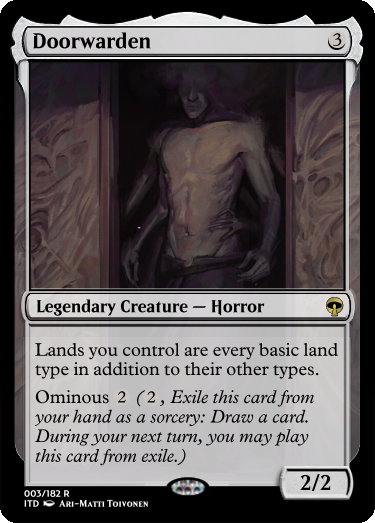 Doorwarden 3
Legendary Creature — Horror
Lands you control are every basic land
type in addition to their other types.
Ominous 2 (2, Exile this card from
your hand as a sorcery: Draw a card.
During your next turn, you may play
this card from exile.)
2/2
003/182 R
ITD Ari-Matti Toivonen